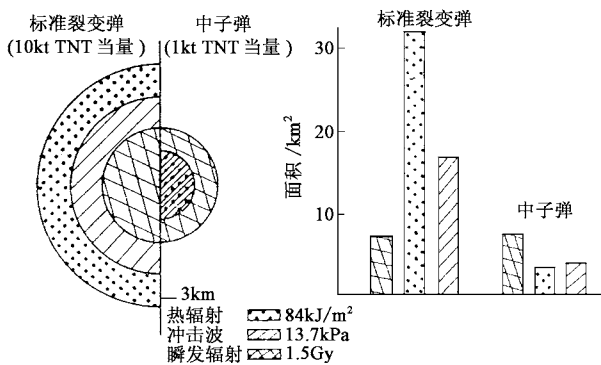 标准裂变弹
(10kt TNT 当量)
中子弹
(1kt TNT 当量)
3km
热辐射 84kJ/m²
冲击波 13.7kPa
瞬发辐射 1.5Gy
标准裂变弹
30
20
10
面积/km²
中子弹